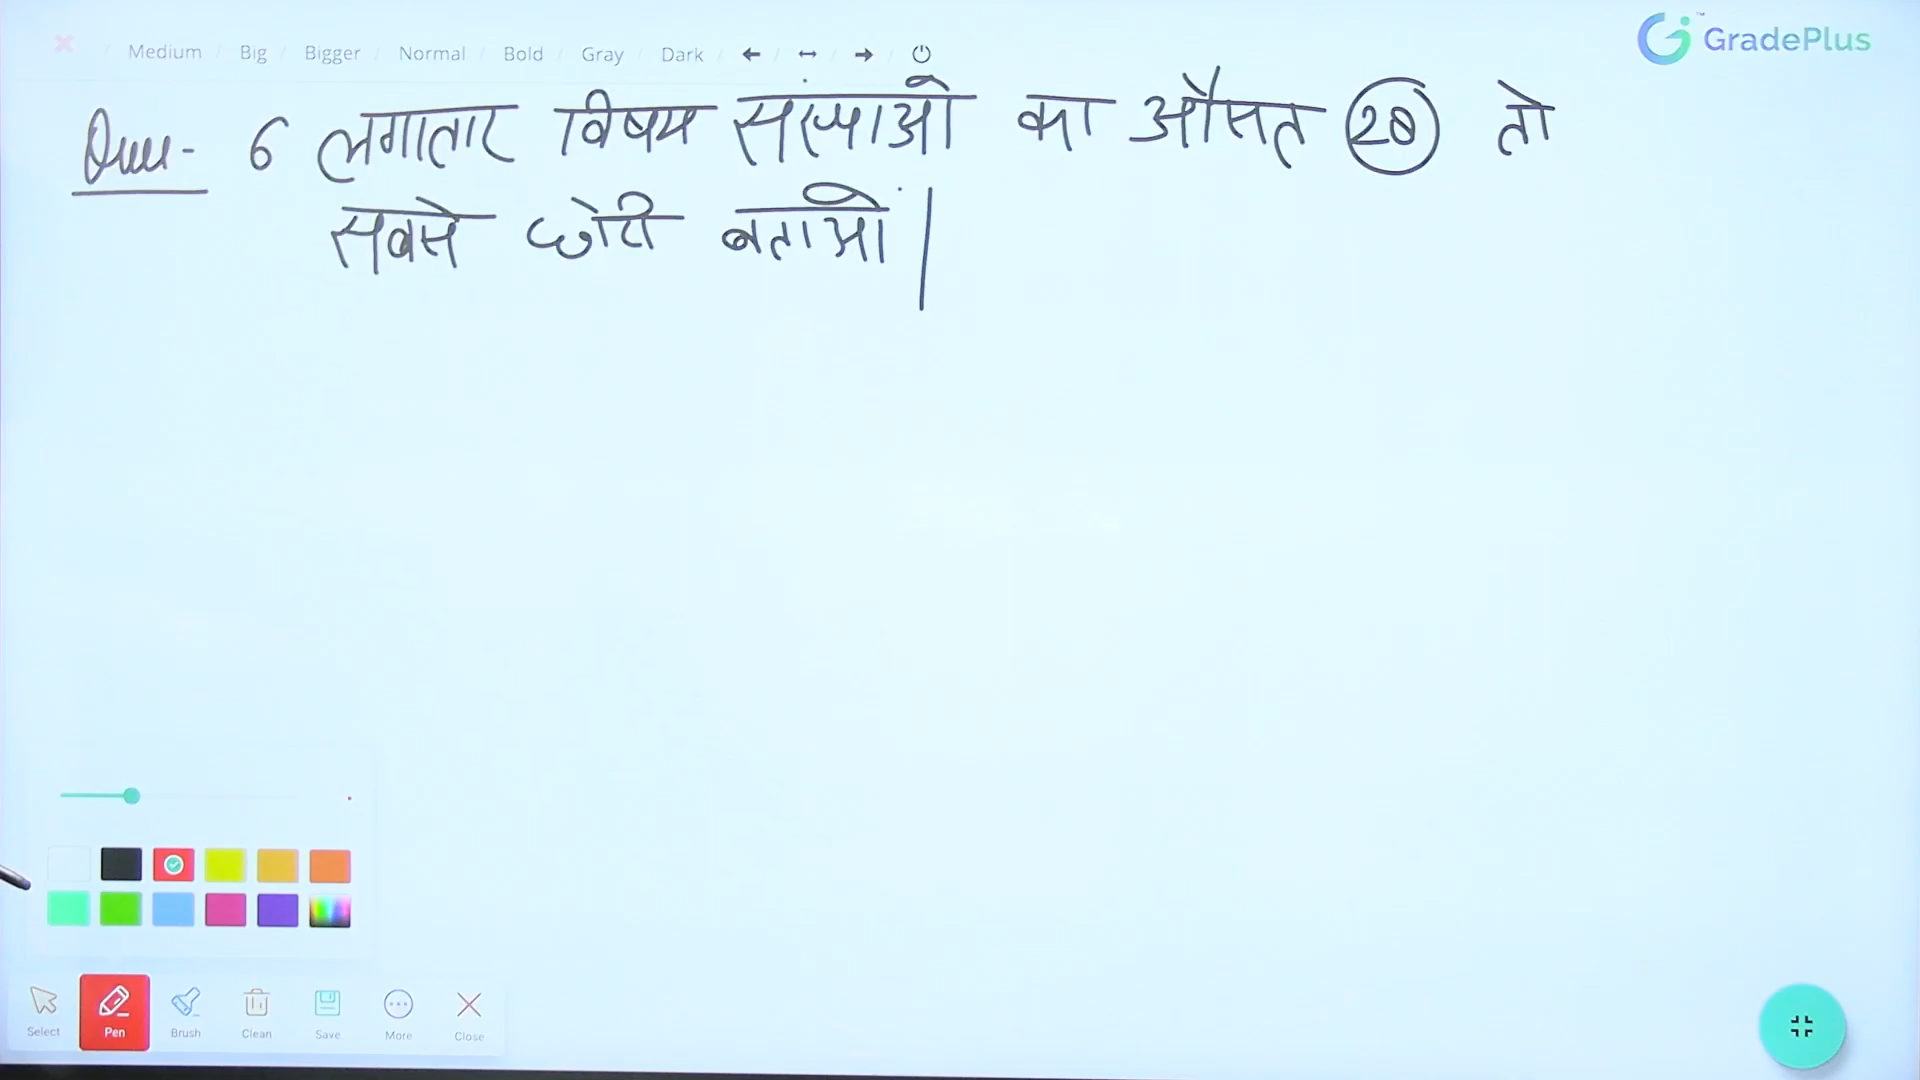 GradePlus
Medium / Big / Bigger / Normal / Bold / Gray / Dark
Ques- 6 लगातार विषम संख्याओं का औसत 28 तो
सबसे छोटी बताओ।
Select Pen Brush Clean Save More Close